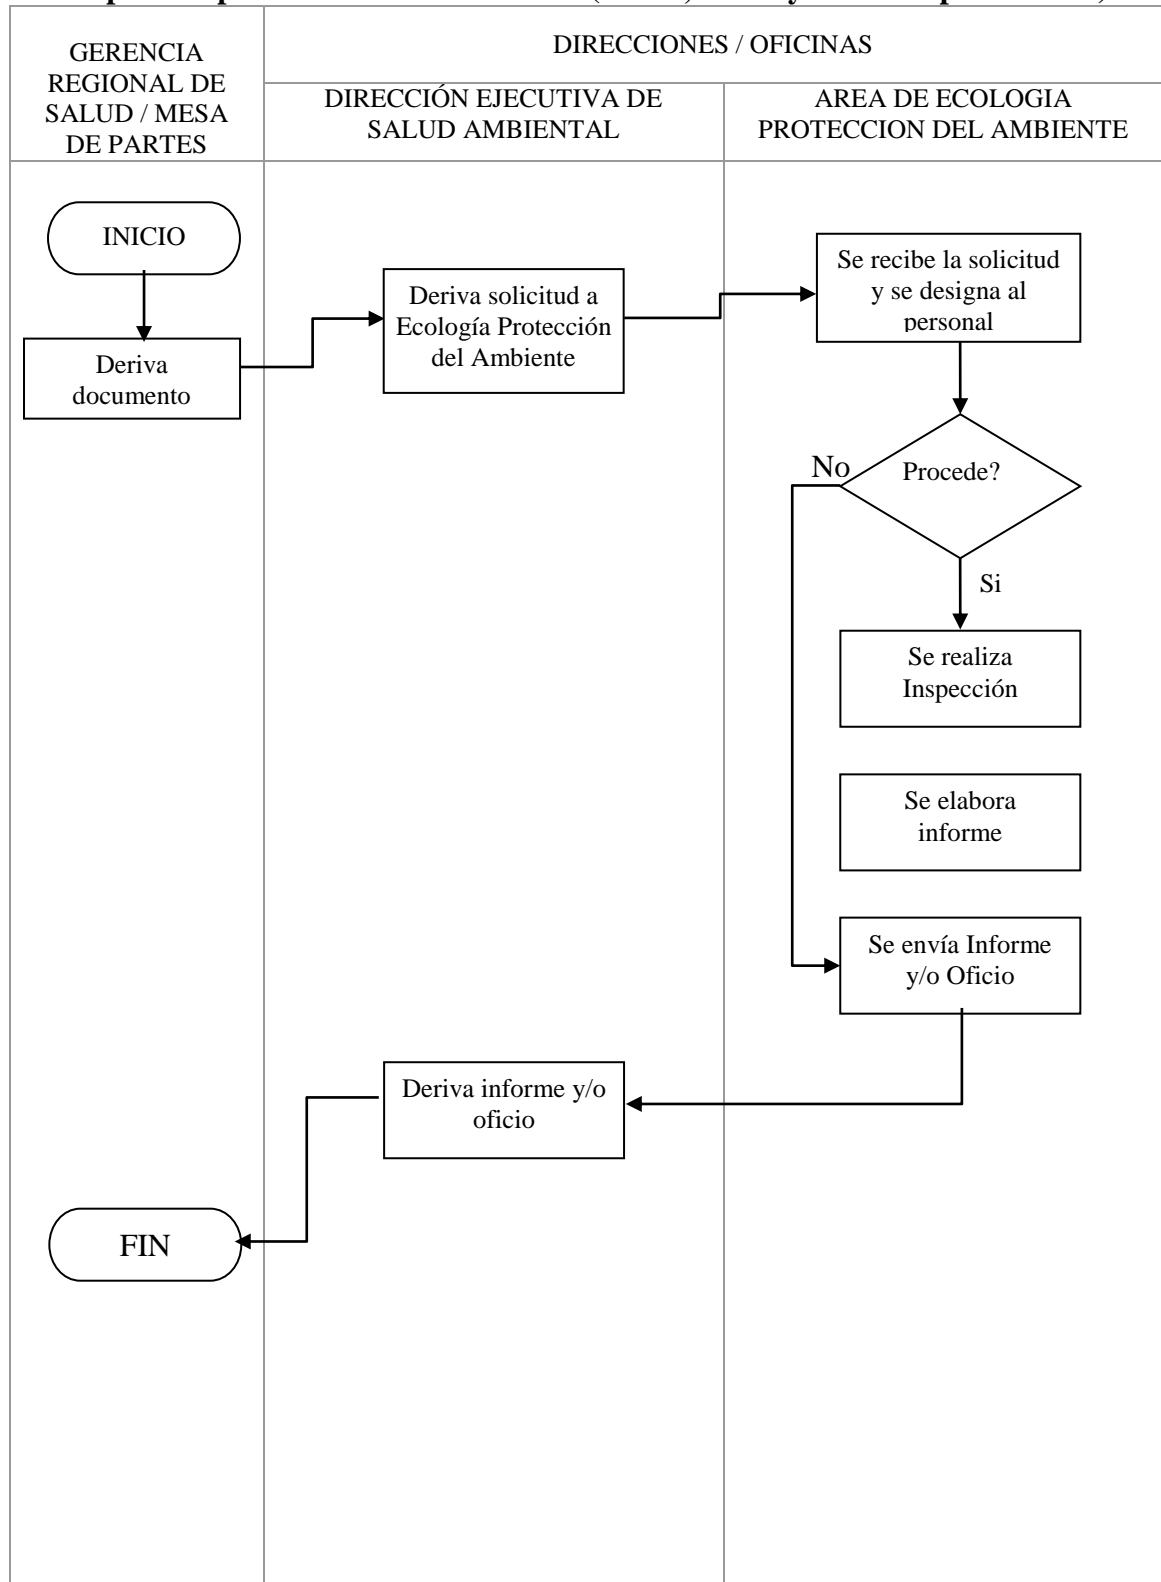 GERENCIA
REGIONAL DE
SALUD / MESA
DE PARTES
DIRECCIONES / OFICINAS
DIRECCIÓN EJECUTIVA DE
SALUD AMBIENTAL
AREA DE ECOLOGIA
PROTECCION DEL AMBIENTE
INICIO
Deriva
documento
Deriva solicitud a
Ecología Protección
del Ambiente
Se recibe la solicitud
y se designa al
personal
Procede?
No
Si
Se realiza
Inspección
Se elabora
informe
Se envía Informe
y/o Oficio
Deriva informe y/o
oficio
FIN